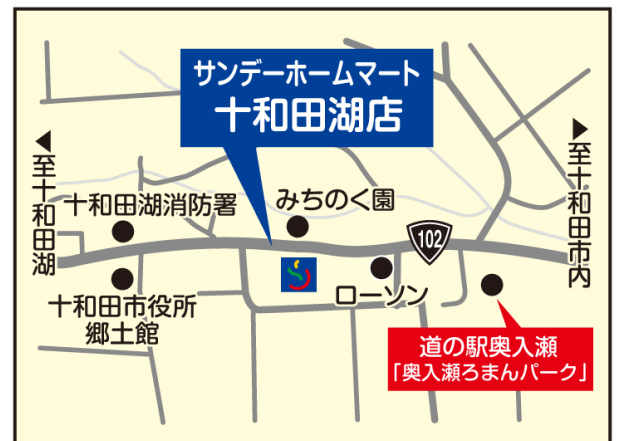 サンデーホームマート
十和田湖店
◀至十和田湖
▶至十和田市内
十和田湖消防署
みちのく園
102
ローソン
十和田市役所
郷土館
道の駅奥入瀬
「奥入瀬ろまんパーク」